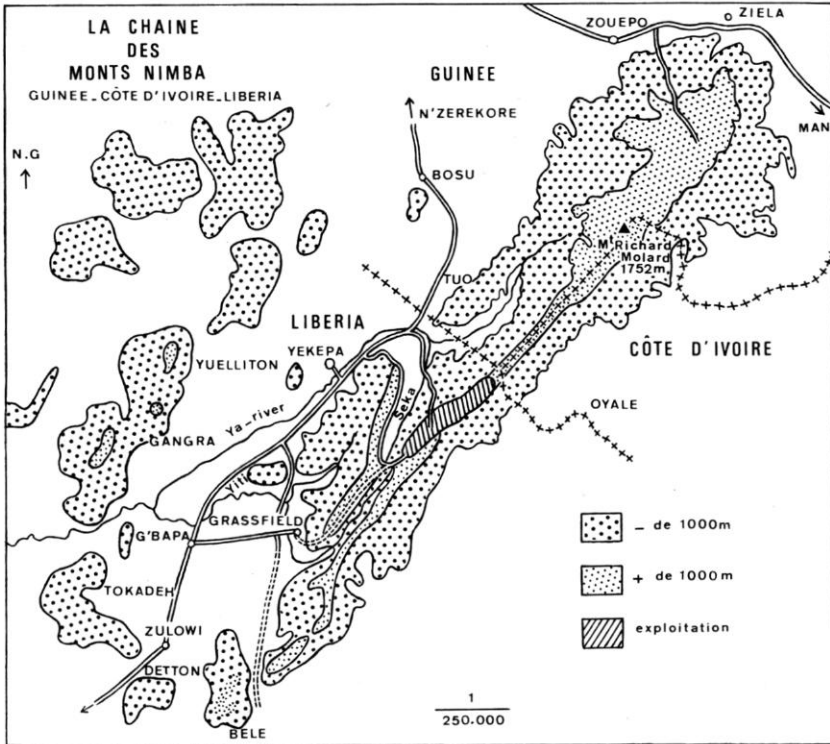 LA CHAINE
DES
MONTS NIMBA
GUINEE_CÔTE D'IVOIRE_LIBERIA
N.G
GUINEE
N'ZEREKORE
BOSU
ZOUEPO
ZIELA
MAN
Mt Richard
Molard
1752m.
TUO
LIBERIA
YEKEPA
CÔTE D'IVOIRE
YUELLITON
Seka
OYALE
Ya-river
GANGRA
Yiti
GRASSFIELD
G'BAPA
TOKADEH
ZULOWI
DETTON
BELE
— de 1000m
+ de 1000m
exploitation
1
250.000